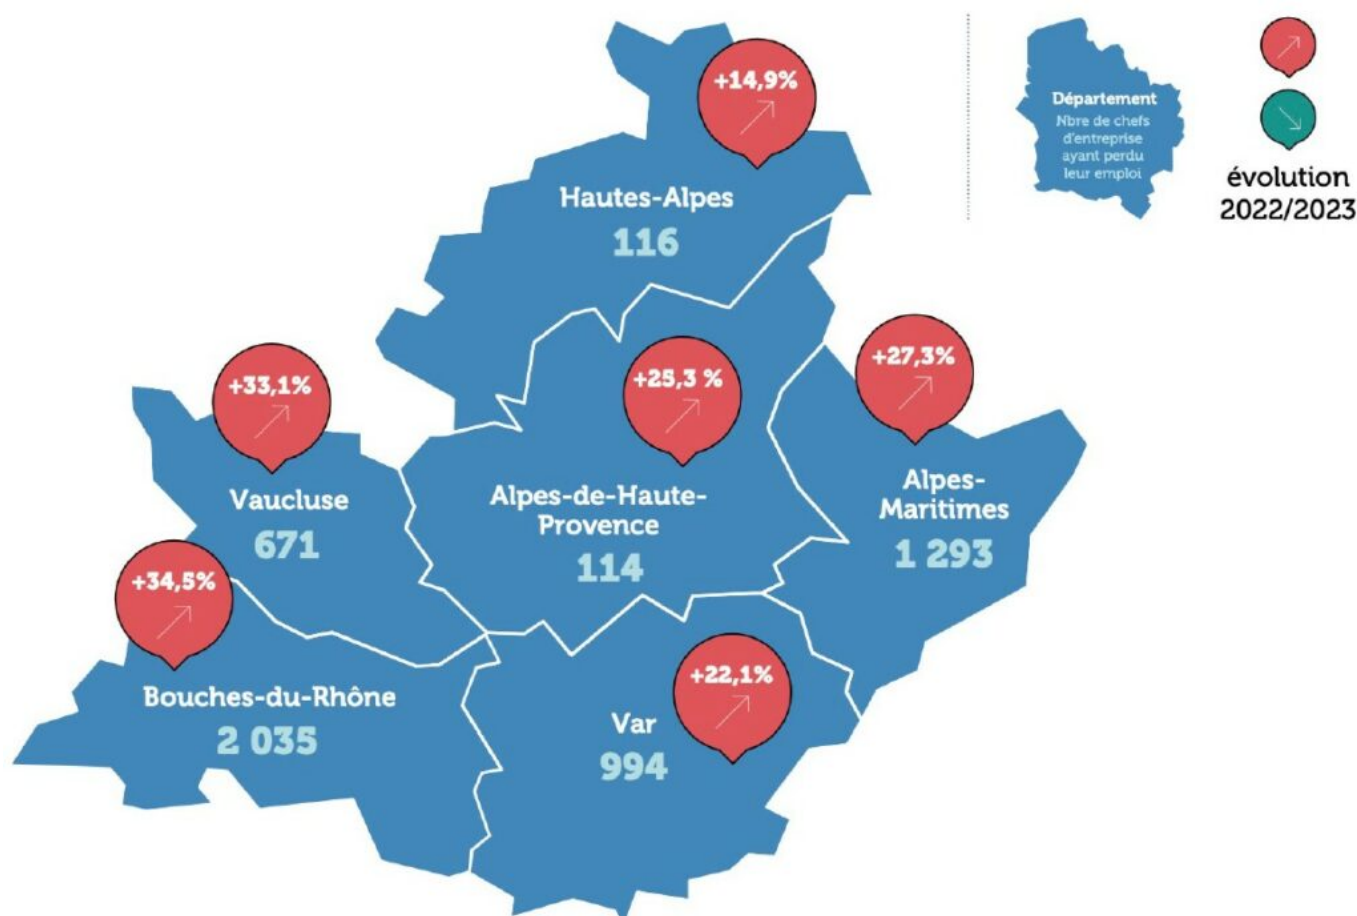 +14,9%
Hautes-Alpes
116
Département
Nbre de chefs
d'entreprise
ayant perdu
leur emploi
évolution
2022/2023
+33,1%
Vaucluse
671
+25,3 %
Alpes-de-Haute-
Provence
114
+27,3%
Alpes-
Maritimes
1 293
+34,5%
Bouches-du-Rhône
2 035
+22,1%
Var
994